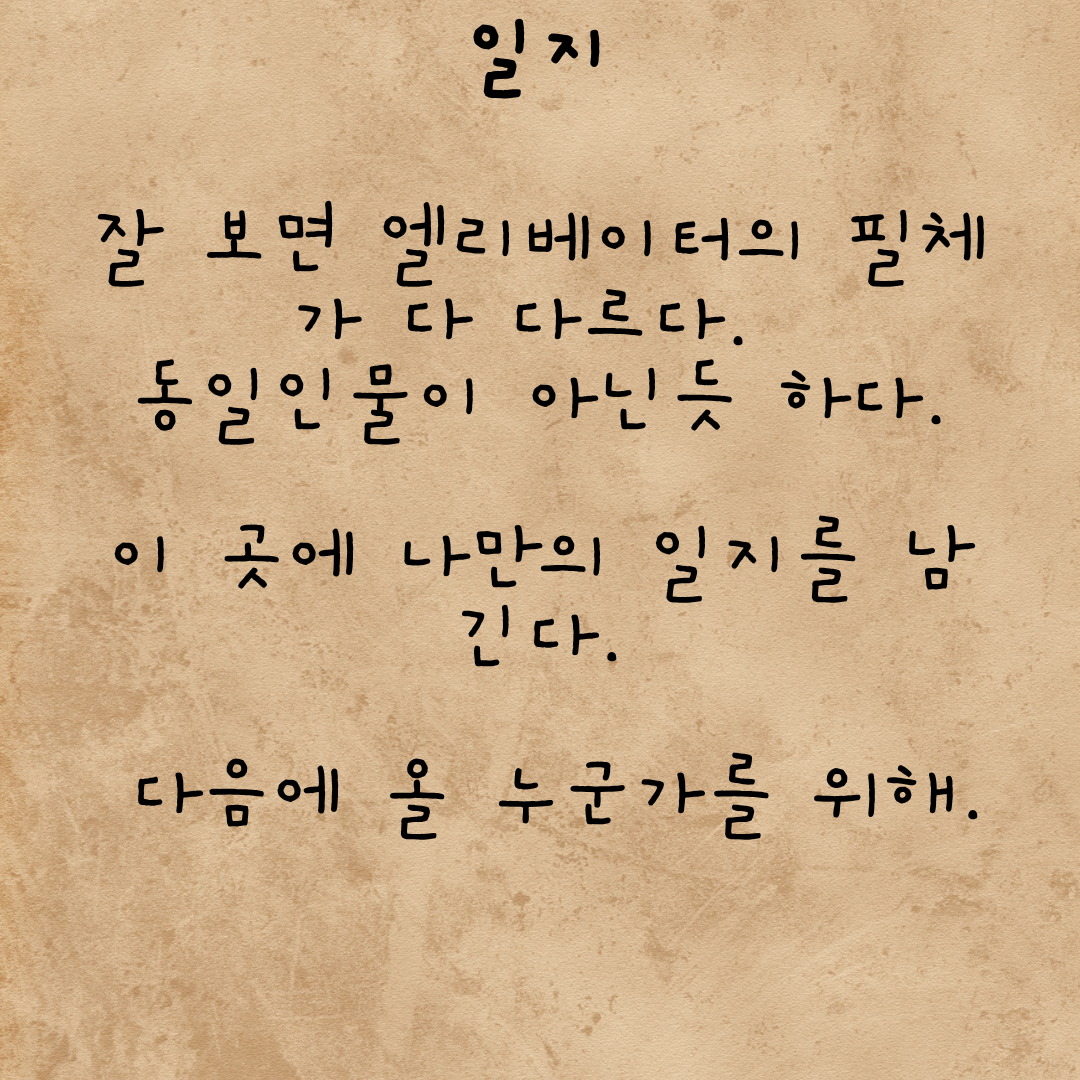 일지
잘 보면 엘리베이터의 필체
가 다 다르다.
동일인물이 아닌듯 하다.
이 곳에 나만의 일지를 남
긴다.
다음에 올 누군가를 위해.